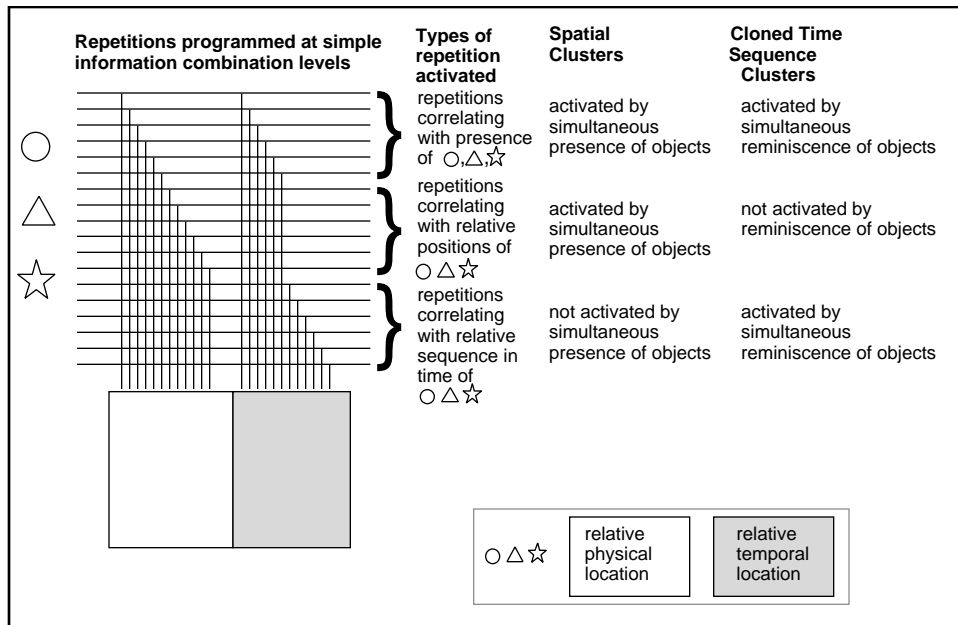 Repetitions programmed at simple
information combination levels
Types of
repetition
activated
Spatial
Clusters
Cloned Time
Sequence
Clusters
repetitions
correlating
with presence
of ○,△,☆
activated by
simultaneous
presence of objects
activated by
simultaneous
reminiscence of objects
repetitions
correlating
with relative
positions of
○ △ ☆
activated by
simultaneous
presence of objects
not activated by
reminiscence of objects
repetitions
correlating
with relative
sequence in
time of
○ △ ☆
not activated by
simultaneous
presence of objects
activated by
simultaneous
reminiscence of objects
relative
physical
location
relative
temporal
location